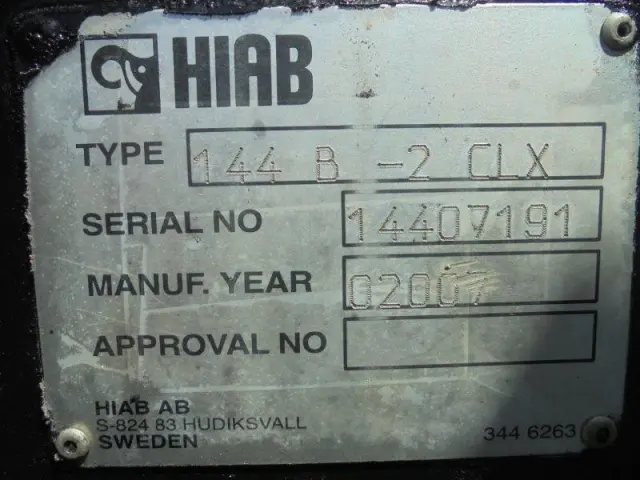 HIAB
TYPE 144 B -2 CLX
SERIAL NO 14407191
MANUF. YEAR 02007
APPROVAL NO
HIAB AB
S-824 83 HUDIKSVALL
SWEDEN 344 6263